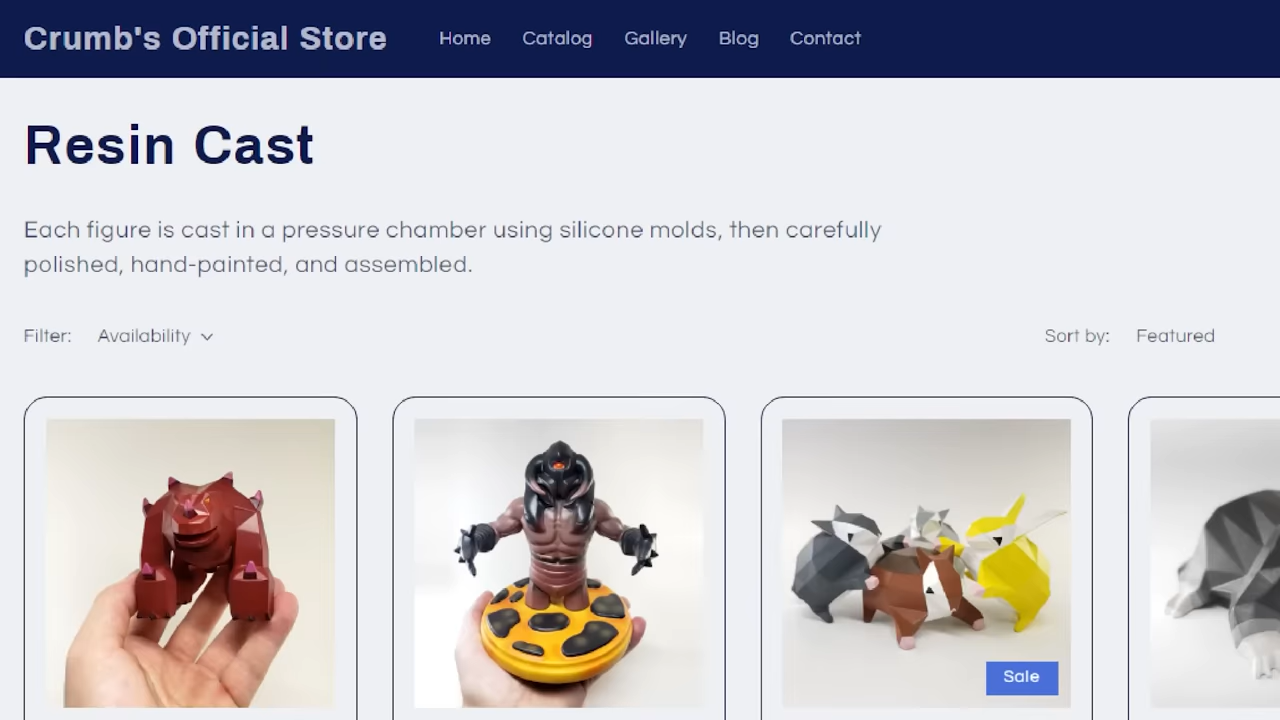 Crumb's Official Store Home Catalog Gallery Blog Contact
Resin Cast
Each figure is cast in a pressure chamber using silicone molds, then carefully
polished, hand-painted, and assembled.
Filter: Availability Sort by: Featured
Sale